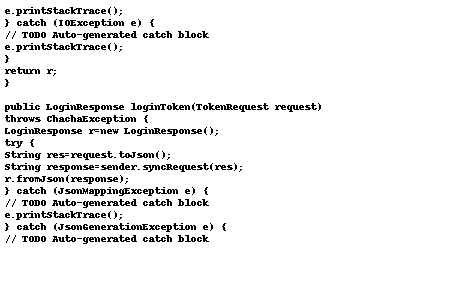 e.printStackTrace();
} catch (IOException e) {
// TODO Auto-generated catch block
e.printStackTrace();
}
return r;
}
public LoginResponse loginToken(TokenRequest request)
throws ChachaException {
LoginResponse r=new LoginResponse();
try {
String res=request.toJson();
String response=sender.syncRequest(res);
r.fromJson(response);
} catch (JsonMappingException e) {
// TODO Auto-generated catch block
e.printStackTrace();
} catch (JsonGenerationException e) {
// TODO Auto-generated catch block